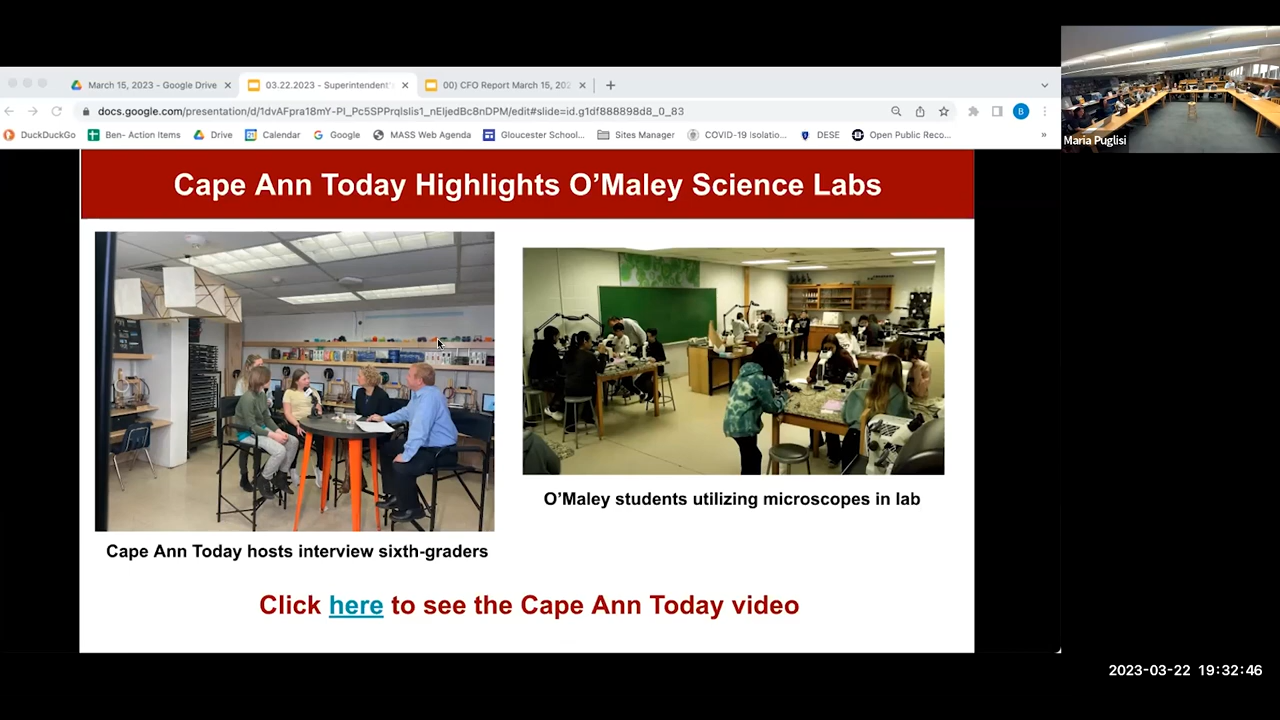 March 15, 2023 - Google Drive
03.22.2023 - Superintendent'
00) CFO Report March 15, 202
docs.google.com/presentation/d/1dvAFpra18mY-PI_Pc5SPPrqlslis1_nEljedBc8nDPM/edit#slide=id.g1df888898d8_0_83
B
DuckDuckGo
Ben- Action Items
Drive
Calendar
Google
MASS Web Agenda
Gloucester School...
Sites Manager
COVID-19 Isolatio...
DESE
Open Public Reco...
Maria Puglisi
Cape Ann Today Highlights O’Maley Science Labs
O’Maley students utilizing microscopes in lab
Cape Ann Today hosts interview sixth-graders
Click here to see the Cape Ann Today video
2023-03-22 19:32:46